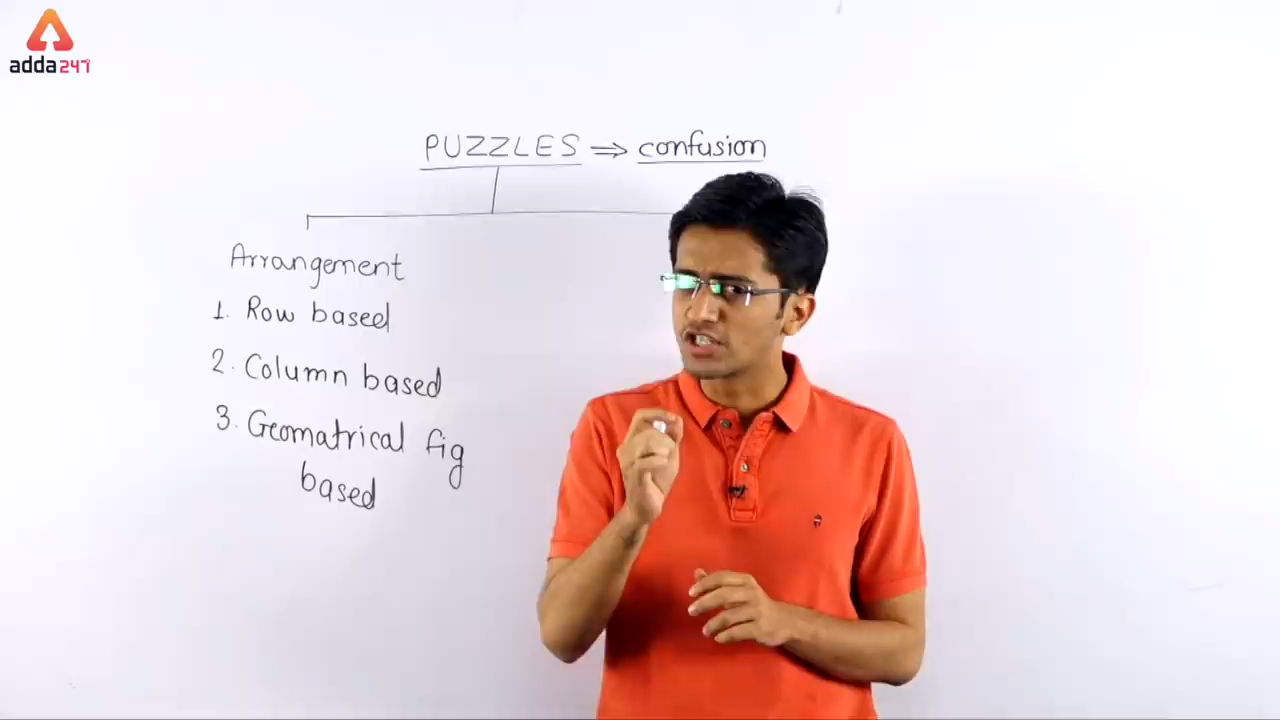 adda247
PUZZLES ⇒ confusion
Arrangement
1. Row based
2. Column based
3. Geomatrical fig
based